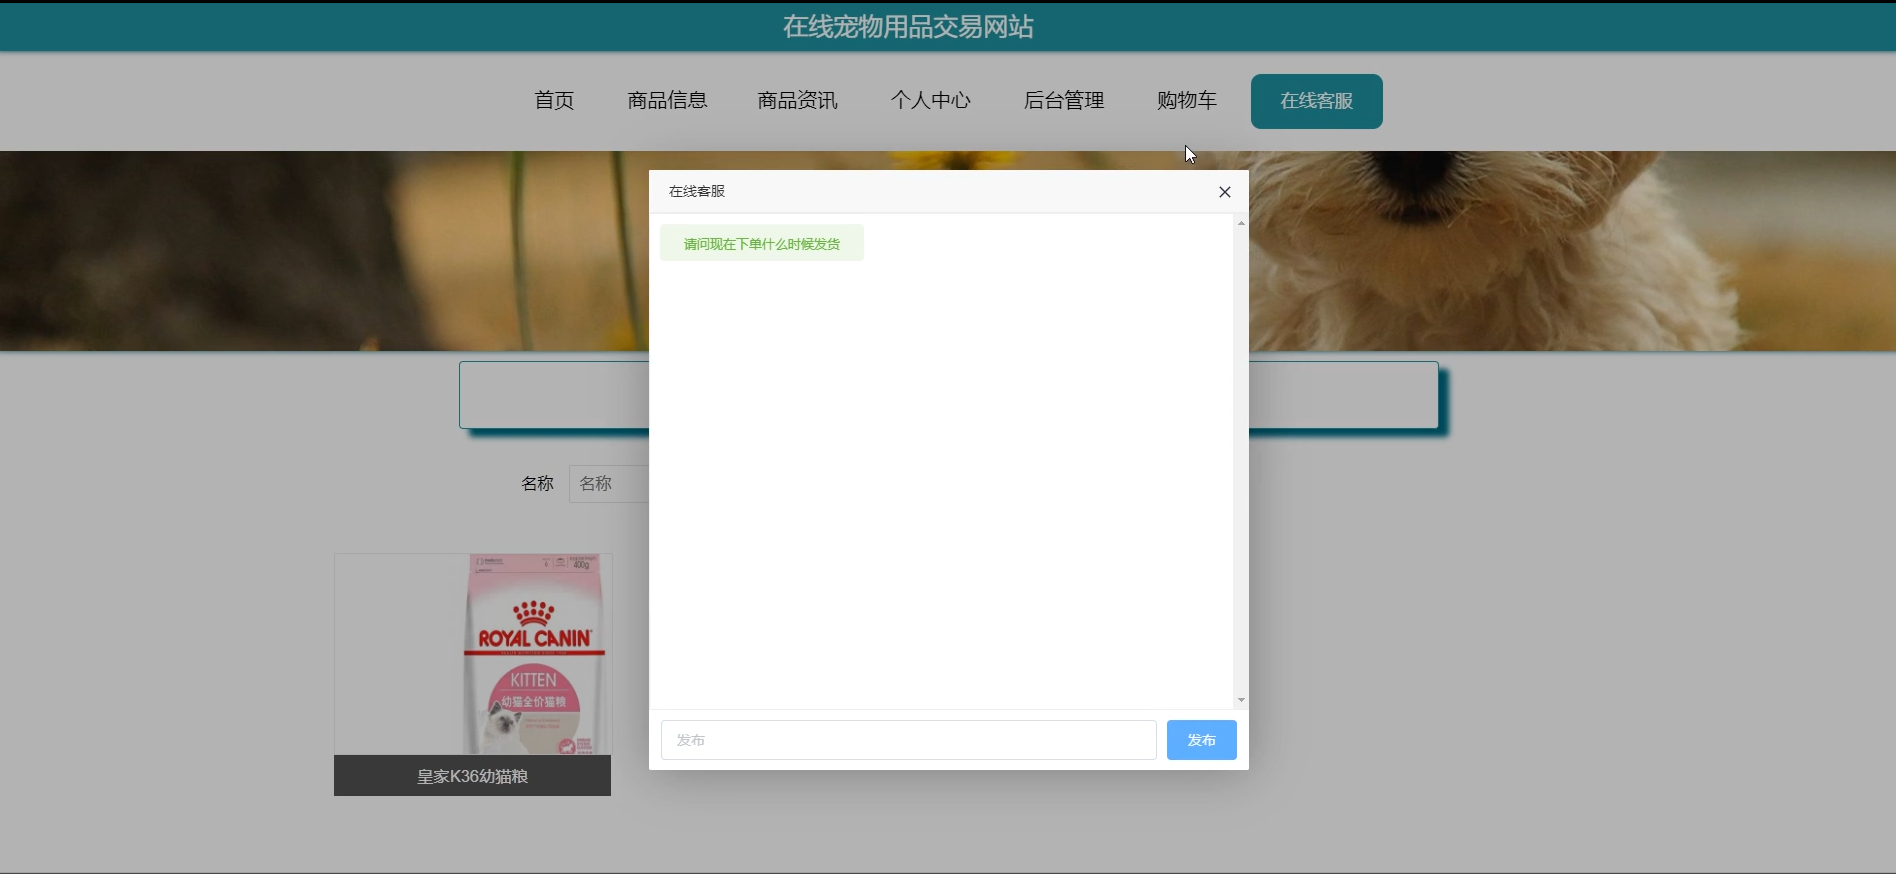 在线宠物用品交易网站
首页
商品信息
商品资讯
个人中心
后台管理
购物车
在线客服
在线客服
请问现在下单什么时候发货
名称
名称
400g
ROYAL CANIN
KITTEN
幼猫全价猫粮
皇家K36幼猫粮
发布
发布